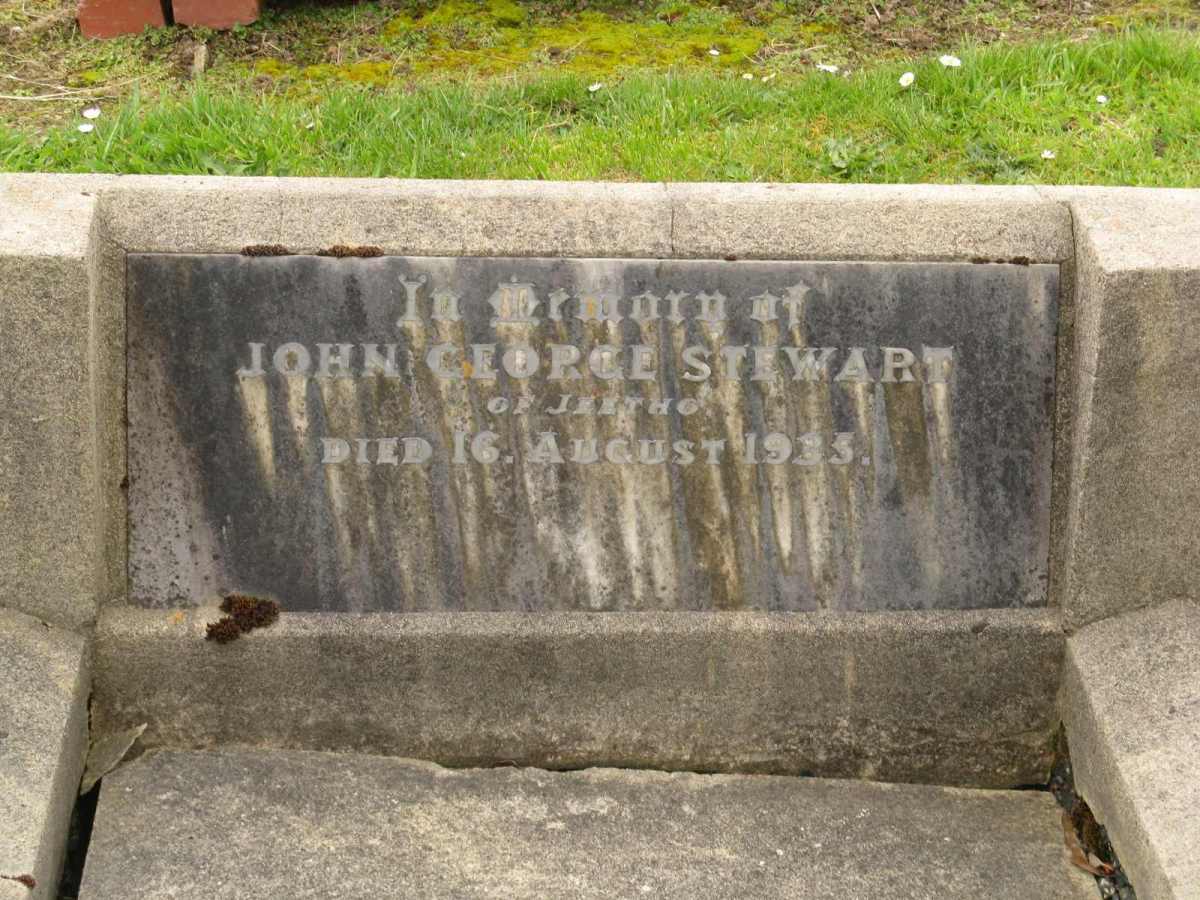 In Memory of
JOHN GEORGE STEWART
OF JEETHO
DIED 16. AUGUST 1935.